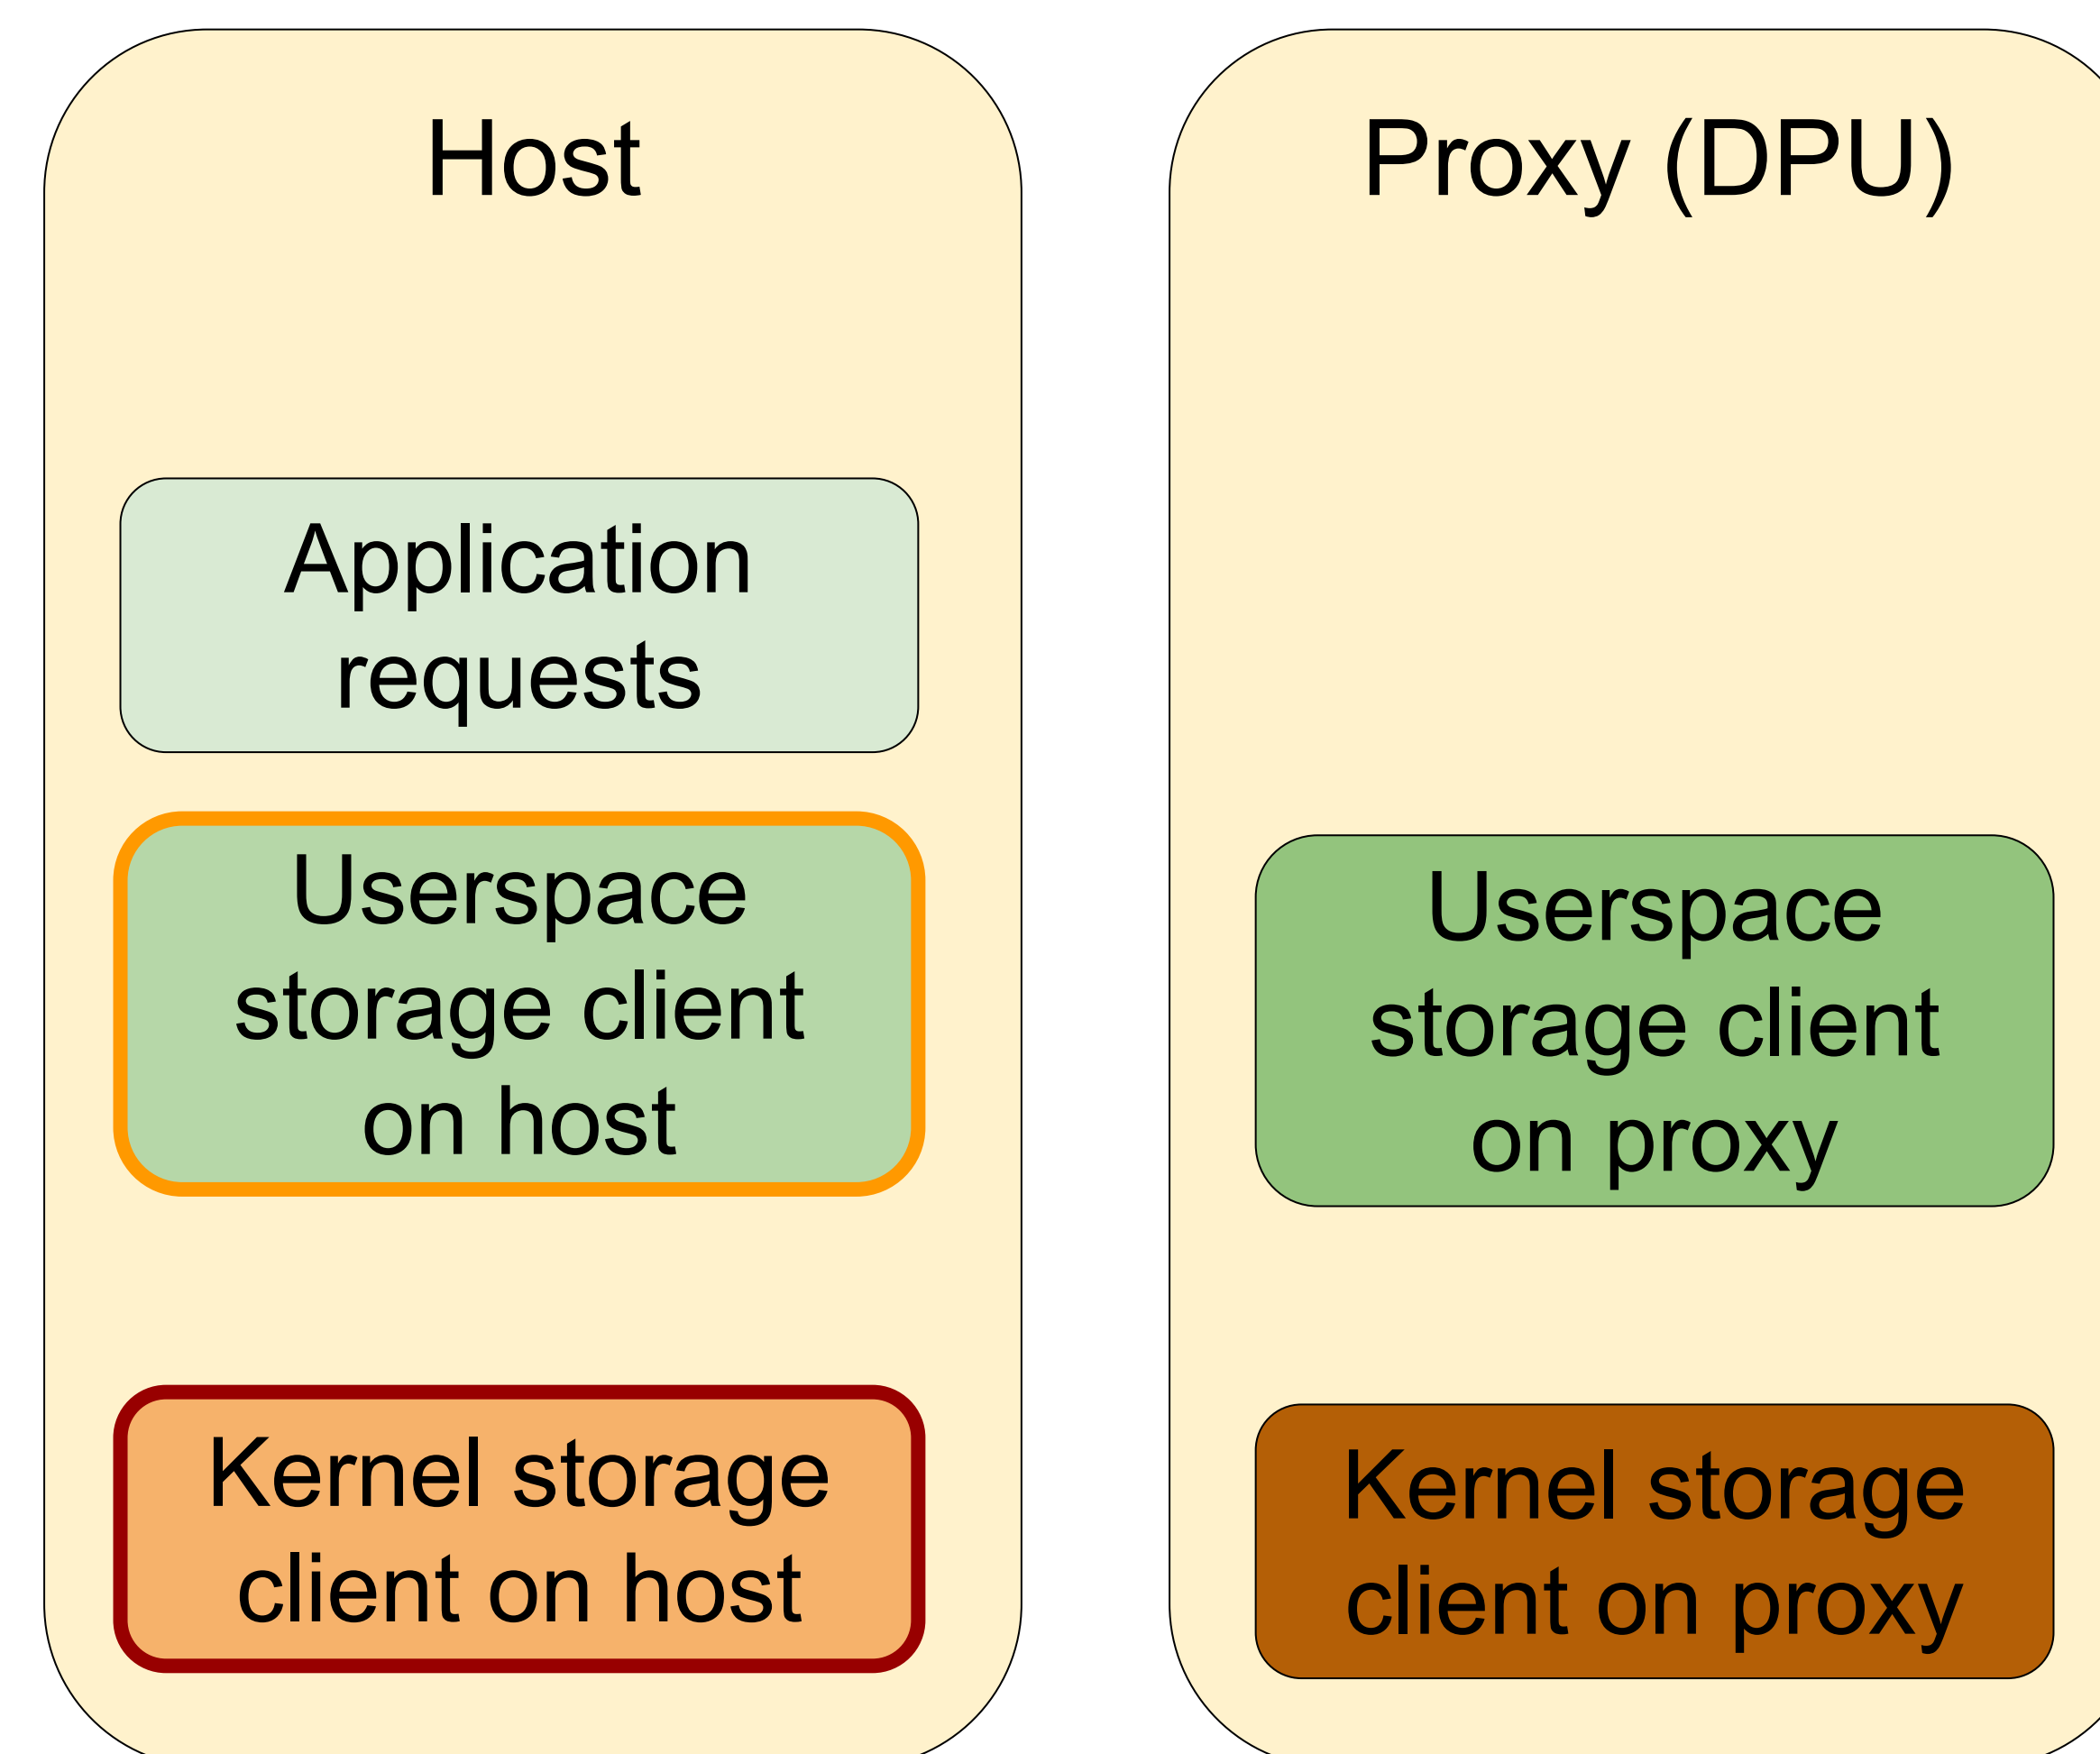 Host
Application
requests
Userspace
storage client
on host
Kernel storage
client on host
Proxy (DPU)
Userspace
storage client
on proxy
Kernel storage
client on proxy